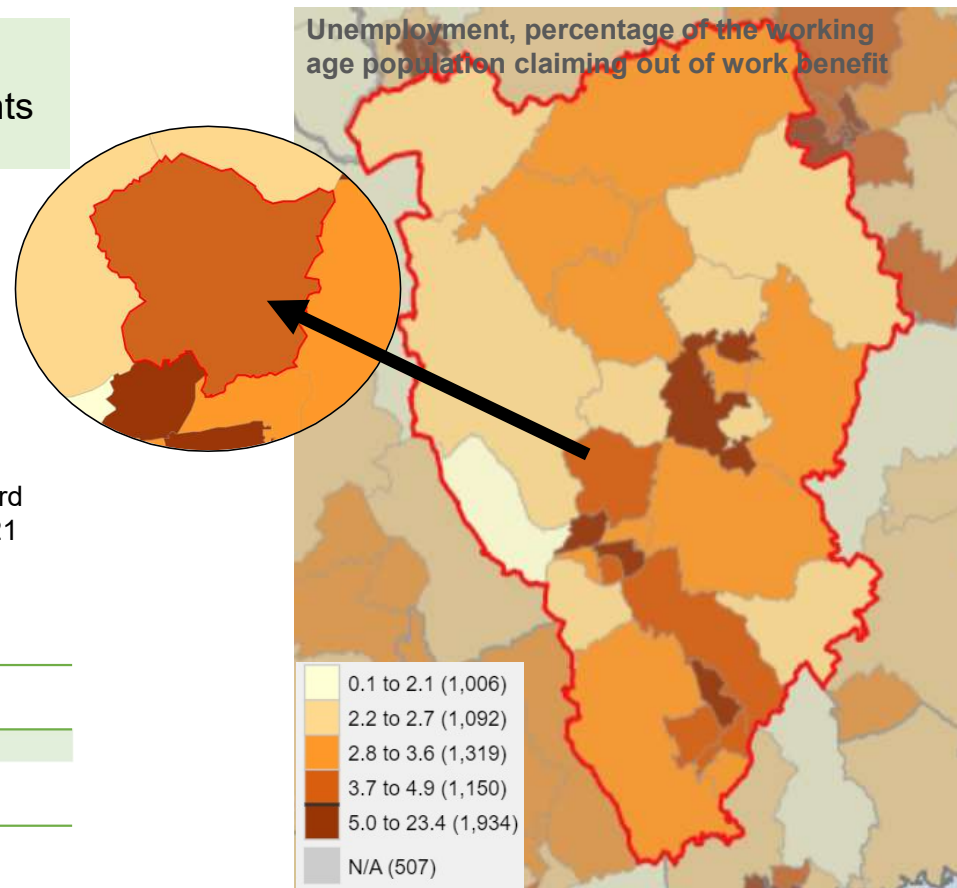 nts
rd
21
Unemployment, percentage of the working
age population claiming out of work benefit
0.1 to 2.1 (1,006)
2.2 to 2.7 (1,092)
2.8 to 3.6 (1,319)
3.7 to 4.9 (1,150)
5.0 to 23.4 (1,934)
N/A (507)